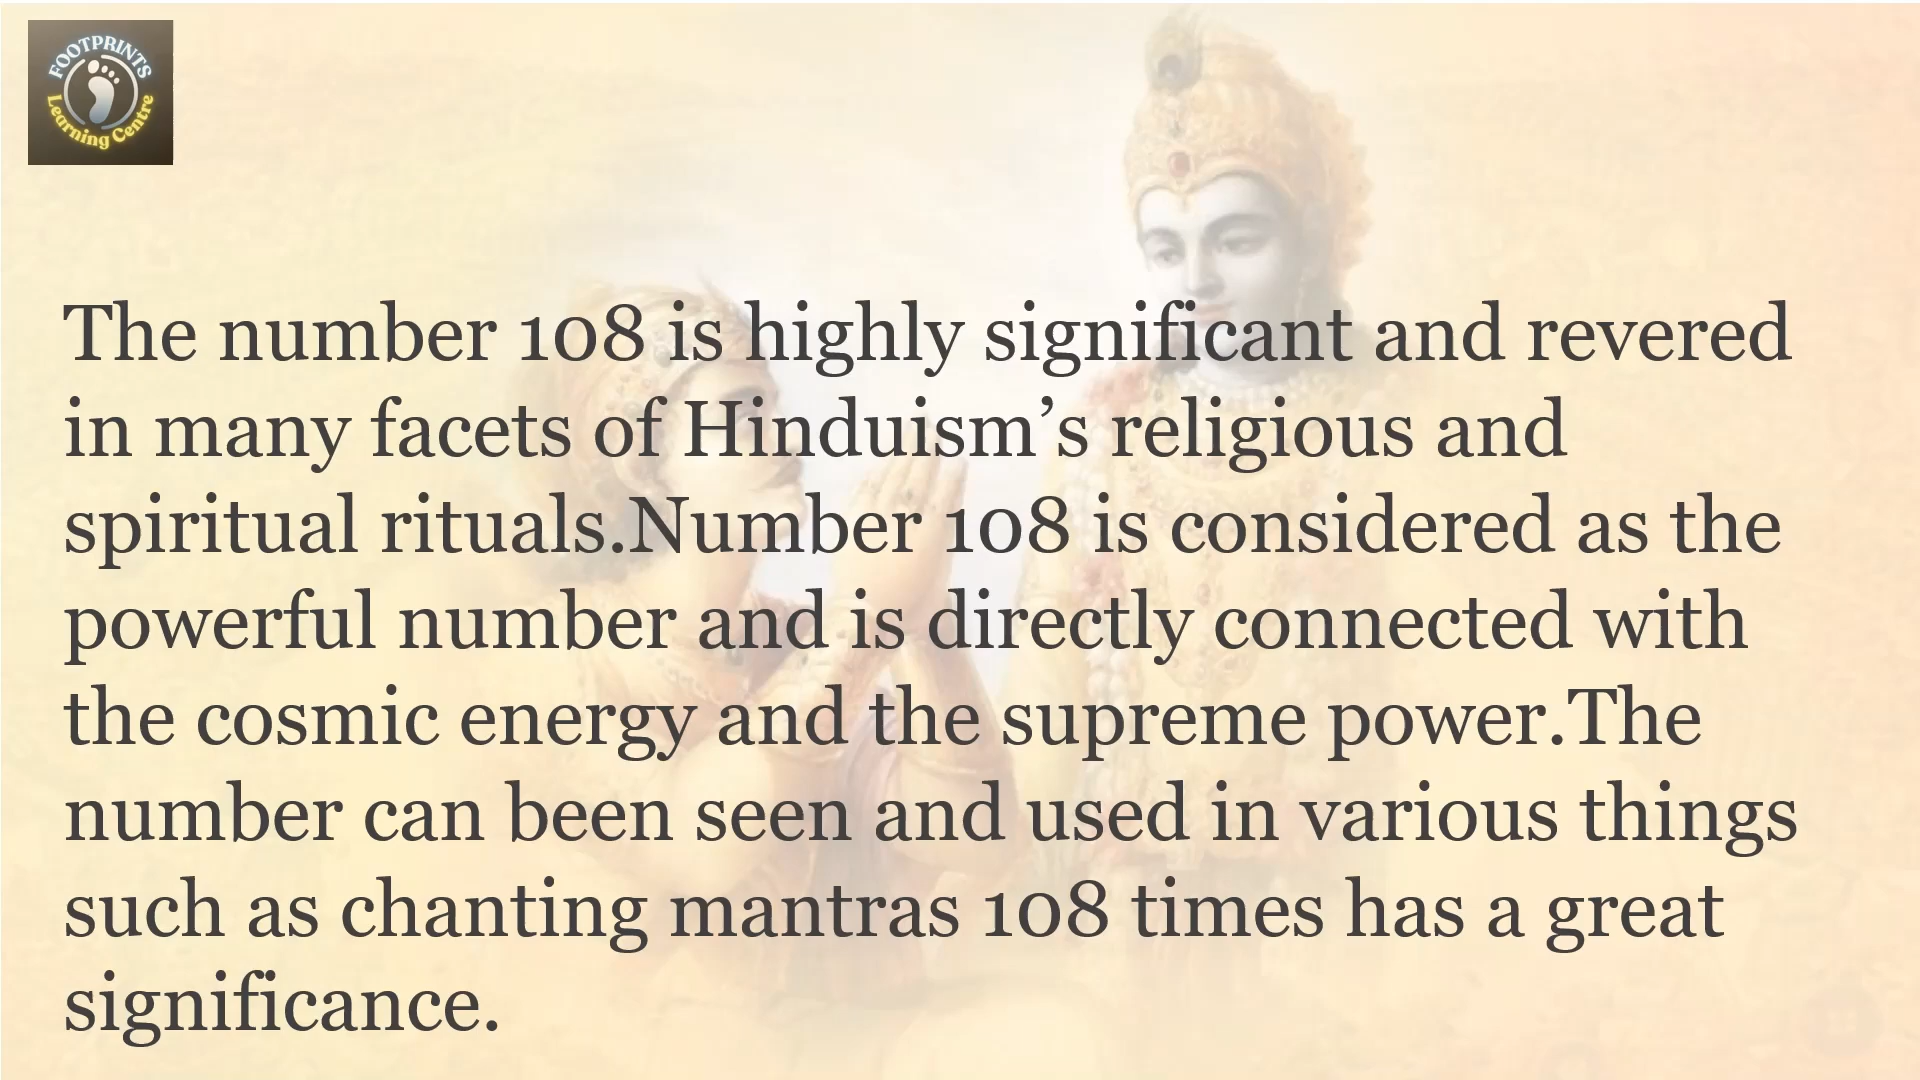 FOOTPRINTS
Learning Centre
The number 108 is highly significant and revered
in many facets of Hinduism’s religious and
spiritual rituals.Number 108 is considered as the
powerful number and is directly connected with
the cosmic energy and the supreme power.The
number can been seen and used in various things
such as chanting mantras 108 times has a great
significance.